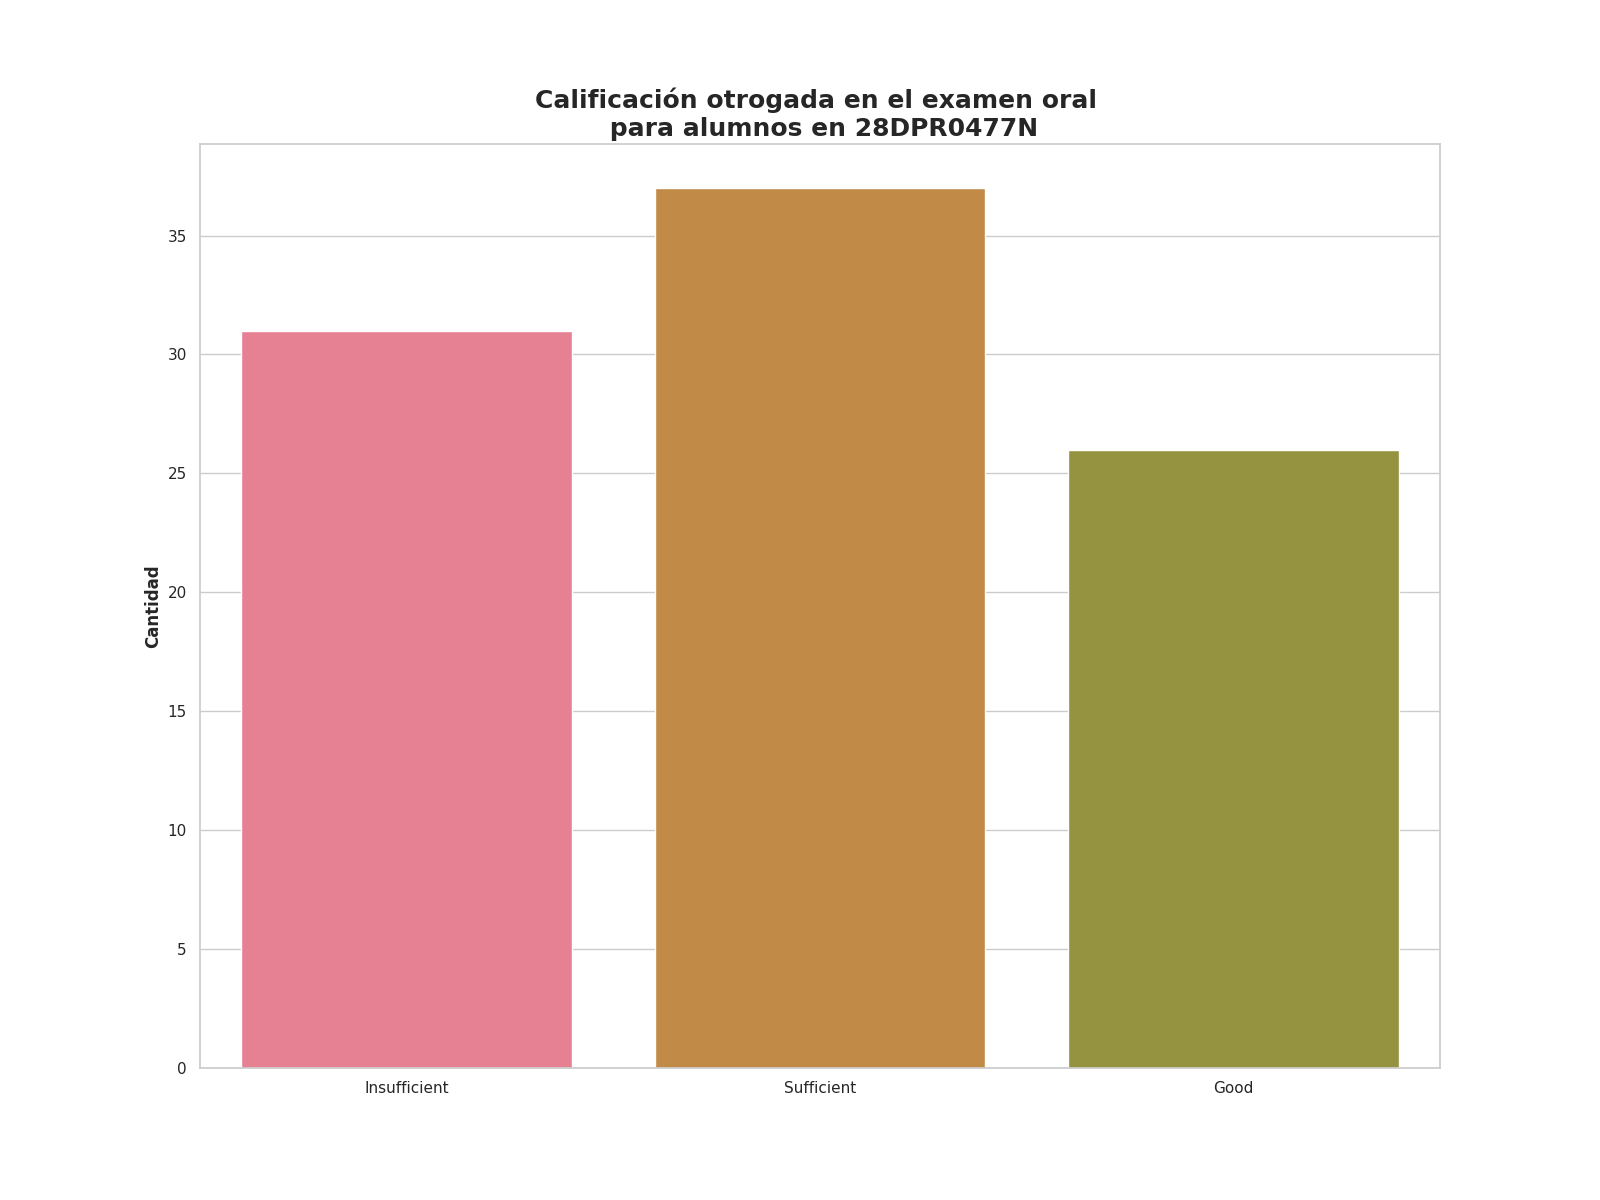 Calificación otrogada en el examen oral
para alumnos en 28DPR0477N
35
30
25
20
15
10
5
0
Cantidad
Insufficient
Sufficient
Good